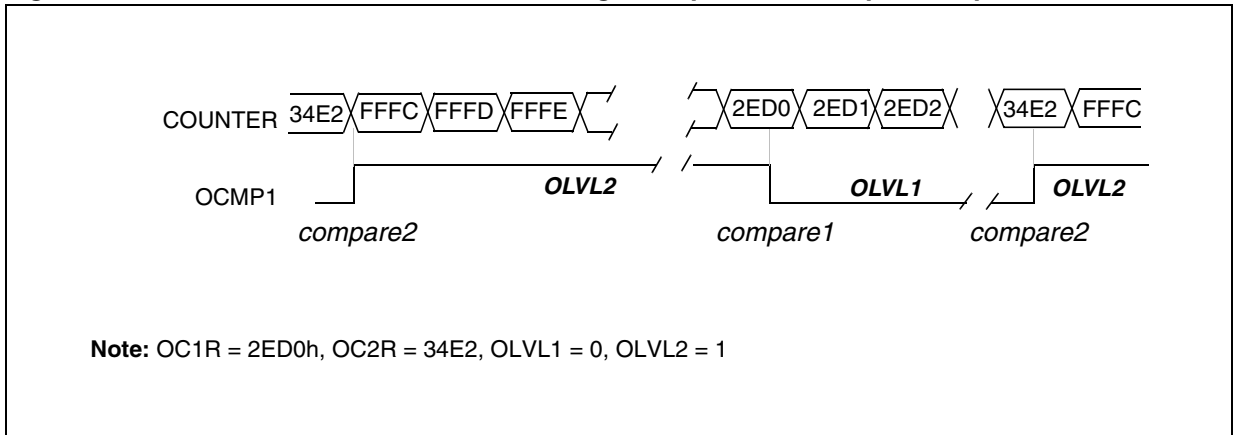 COUNTER 34E2 FFFC FFFD FFFE 2ED0 2ED1 2ED2 34E2 FFFC
OCMP1 OLVL2 OLVL1 OLVL2
compare2 compare1 compare2
Note: OC1R = 2ED0h, OC2R = 34E2, OLVL1 = 0, OLVL2 = 1